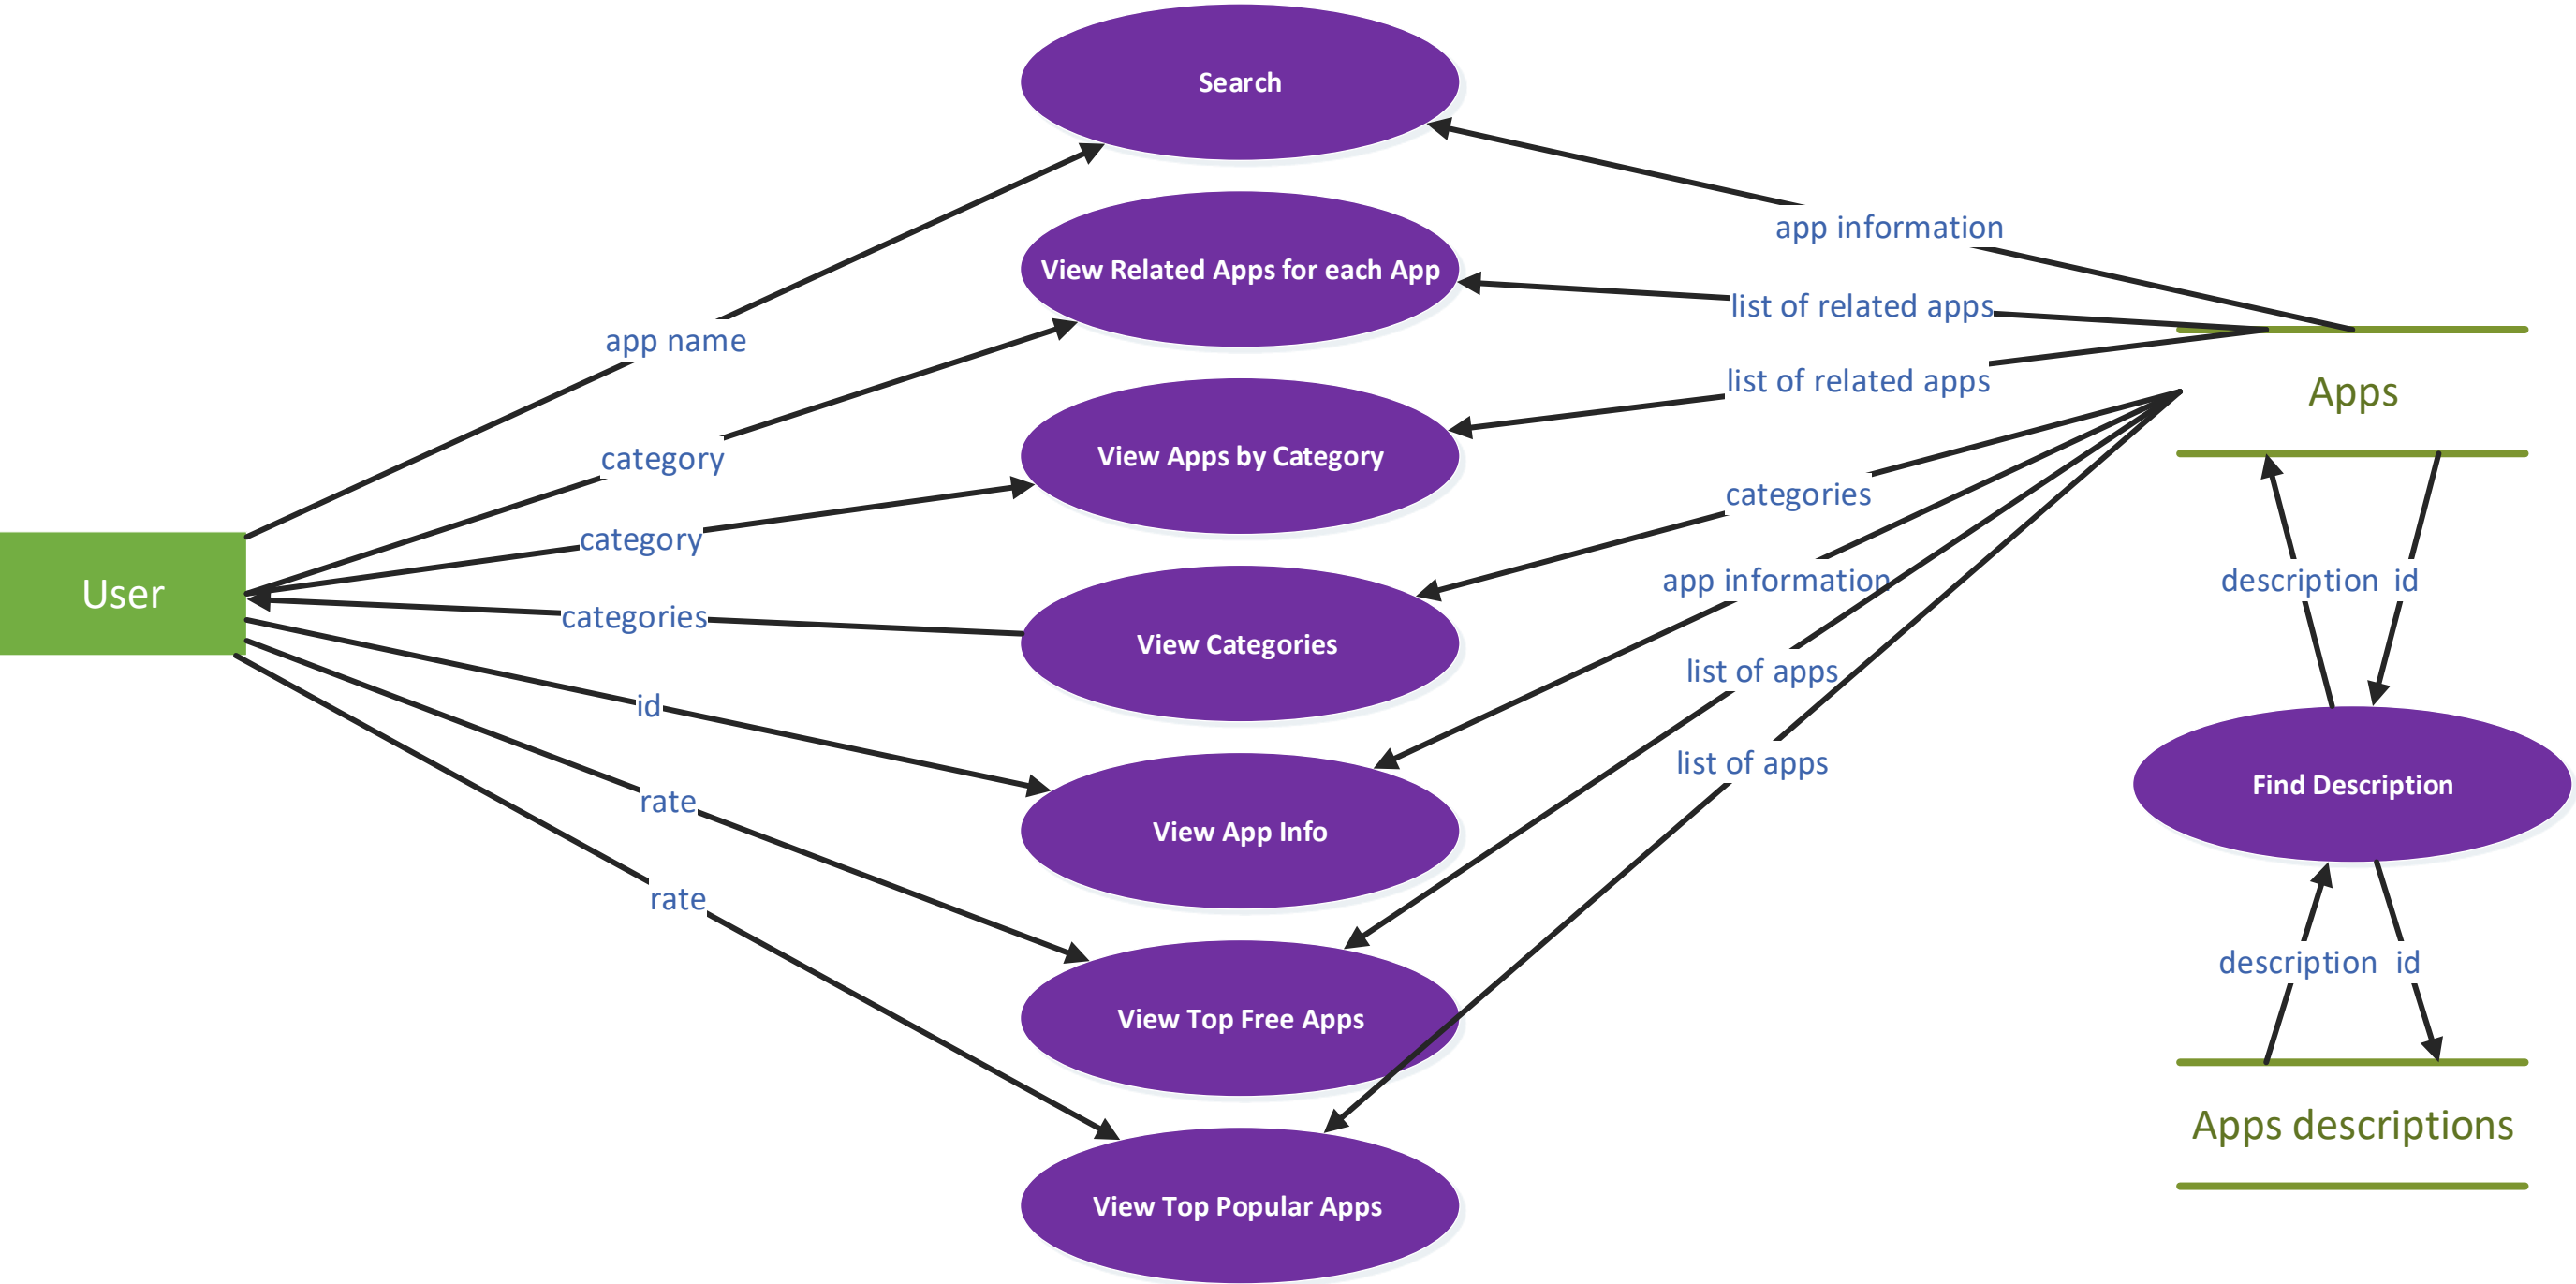 Search
app information
View Related Apps for each App
list of related apps
app name
list of related apps
Apps
category
View Apps by Category
categories
category
User
categories
View Categories
app information
description id
list of apps
id
list of apps
Find Description
rate
View App Info
rate
description id
View Top Free Apps
Apps descriptions
View Top Popular Apps